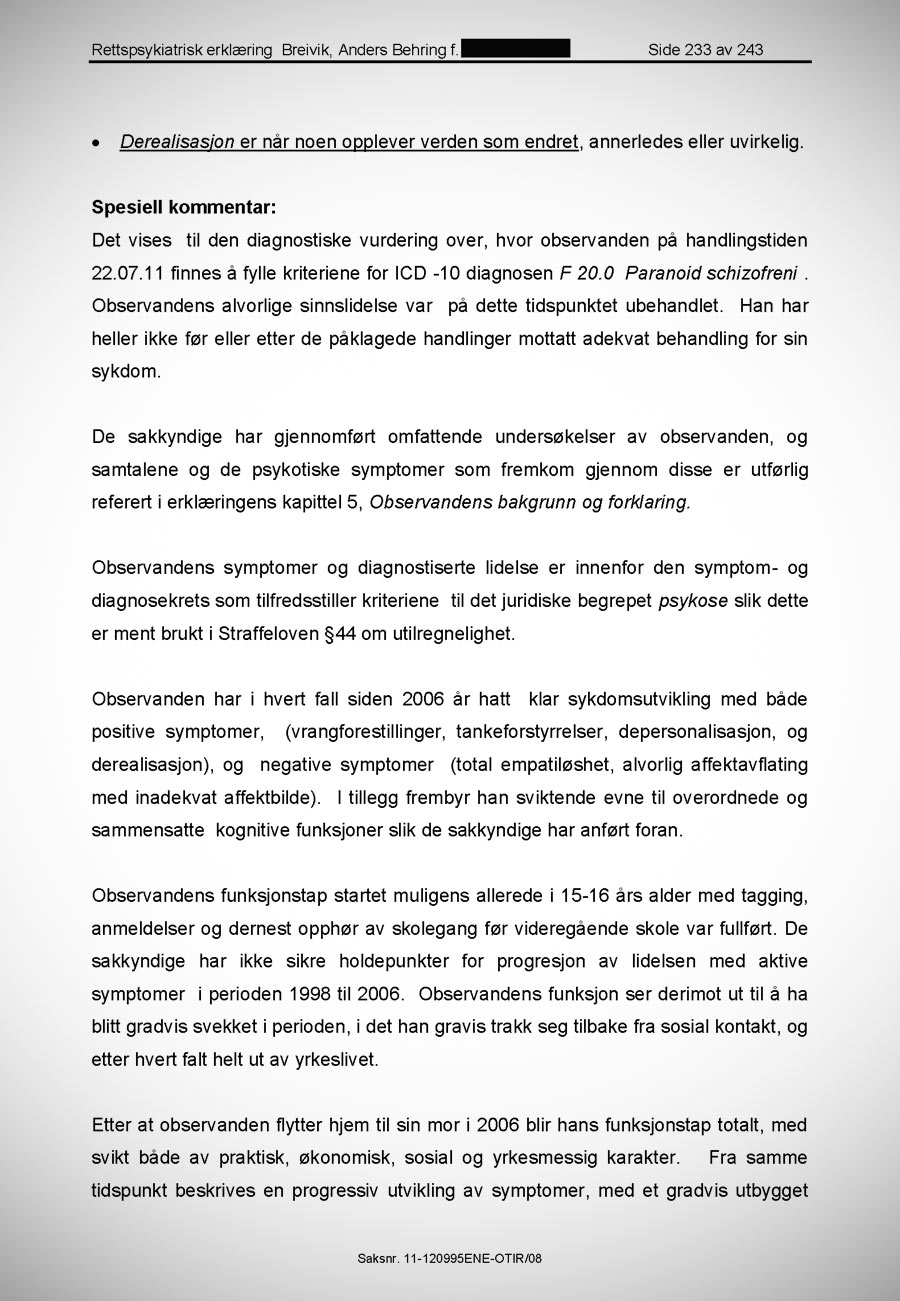 Rettspsykiatrisk erklæring  Breivik, Anders Behring f. Side 233 av 243
• Derealisasjon er når noen opplever verden som endret, annerledes eller uvirkelig.
Spesiell kommentar:
Det vises  til den diagnostiske vurdering over, hvor observanden på handlingstiden
22.07.11 finnes å fylle kriteriene for ICD -10 diagnosen F 20.0  Paranoid schizofreni .
Observandens alvorlige sinnslidelse var  på dette tidspunktet ubehandlet.  Han har
heller ikke før eller etter de påklagede handlinger mottatt adekvat behandling for sin
sykdom.
De sakkyndige har gjennomført omfattende undersøkelser av observanden, og
samtalene og de psykotiske symptomer som fremkom gjennom disse er utførlig
referert i erklæringens kapittel 5, Observandens bakgrunn og forklaring.
Observandens symptomer og diagnostiserte lidelse er innenfor den symptom- og
diagnosekrets som tilfredsstiller kriteriene  til det juridiske begrepet psykose slik dette
er ment brukt i Straffeloven §44 om utilregnelighet.
Observanden har i hvert fall siden 2006 år hatt  klar sykdomsutvikling med både
positive symptomer,  (vrangforestillinger, tankeforstyrrelser, depersonalisasjon, og
derealisasjon), og  negative symptomer  (total empatiløshet, alvorlig affektavflating
med inadekvat affektbilde).  I tillegg frembyr han sviktende evne til overordnede og
sammensatte  kognitive funksjoner slik de sakkyndige har anført foran.
Observandens funksjonstap startet muligens allerede i 15-16 års alder med tagging,
anmeldelser og dernest opphør av skolegang før videregående skole var fullført. De
sakkyndige har ikke sikre holdepunkter for progresjon av lidelsen med aktive
symptomer  i perioden 1998 til 2006.  Observandens funksjon ser derimot ut til å ha
blitt gradvis svekket i perioden, i det han gravis trakk seg tilbake fra sosial kontakt, og
etter hvert falt helt ut av yrkeslivet.
Etter at observanden flytter hjem til sin mor i 2006 blir hans funksjonstap totalt, med
svikt både av praktisk, økonomisk, sosial og yrkesmessig karakter.   Fra samme
tidspunkt beskrives en progressiv utvikling av symptomer, med et gradvis utbygget
Saksnr. 11-120995ENE-OTIR/08